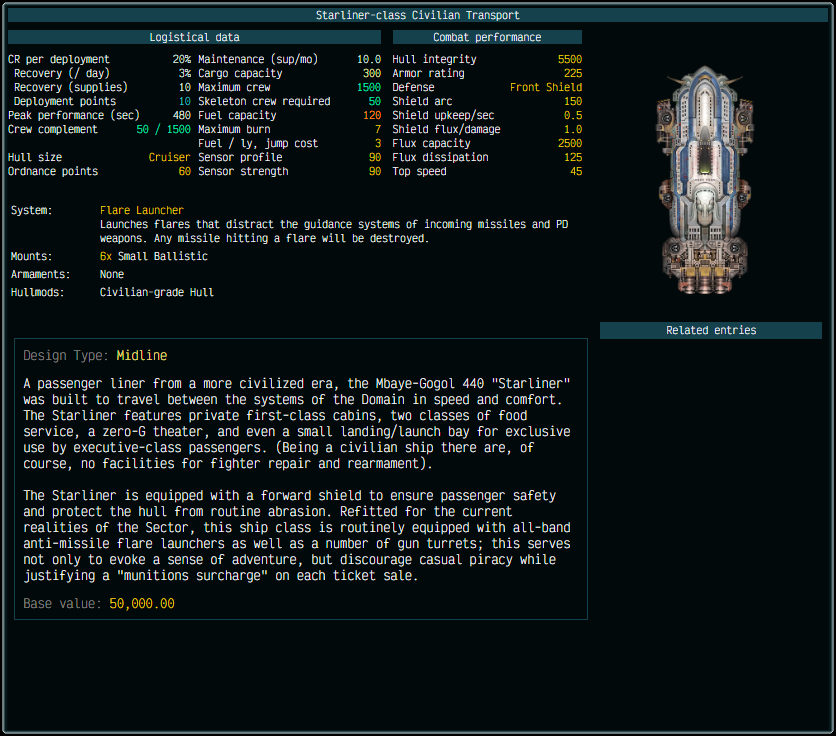 Starliner-class Civilian Transport
Logistical data
CR per deployment 20%
Recovery (/ day) 3%
Recovery (supplies) 10
Deployment points 10
Peak performance (sec) 480
Crew complement 50 / 1500
Hull size Cruiser
Ordnance points 60
Maintenance (sup/mo) 10.0
Cargo capacity 300
Maximum crew 1500
Skeleton crew required 50
Fuel capacity 120
Maximum burn 7
Fuel / ly, jump cost 3
Sensor profile 90
Sensor strength 90
Combat performance
Hull integrity 5500
Armor rating 225
Defense Front Shield
Shield arc 150
Shield upkeep/sec 0.5
Shield flux/damage 1.0
Flux capacity 2500
Flux dissipation 125
Top speed 45
System: Flare Launcher
Launches flares that distract the guidance systems of incoming missiles and PD
weapons. Any missile hitting a flare will be destroyed.
Mounts: 6x Small Ballistic
Armaments: None
Hullmods: Civilian-grade Hull
Related entries
Design Type: Midline
A passenger liner from a more civilized era, the Mbaye-Gogol 440 "Starliner"
was built to travel between the systems of the Domain in speed and comfort.
The Starliner features private first-class cabins, two classes of food
service, a zero-G theater, and even a small landing/launch bay for exclusive
use by executive-class passengers. (Being a civilian ship there are, of
course, no facilities for fighter repair and rearmament).
The Starliner is equipped with a forward shield to ensure passenger safety
and protect the hull from routine abrasion. Refitted for the current
realities of the Sector, this ship class is routinely equipped with all-band
anti-missile flare launchers as well as a number of gun turrets; this serves
not only to evoke a sense of adventure, but discourage casual piracy while
justifying a "munitions surcharge" on each ticket sale.
Base value: 50,000.00